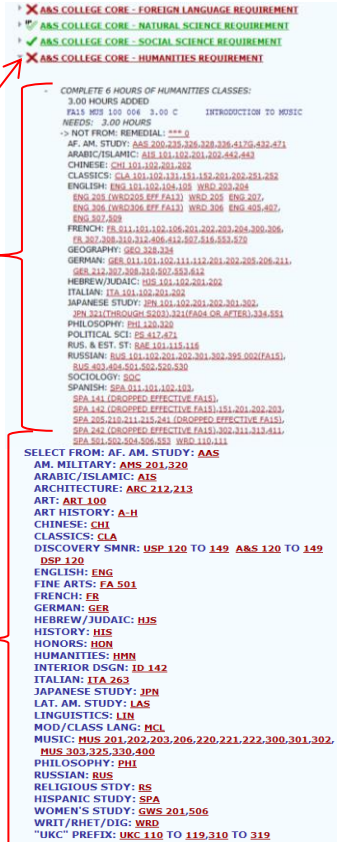 A&S COLLEGE CORE - FOREIGN LANGUAGE REQUIREMENT
A&S COLLEGE CORE - NATURAL SCIENCE REQUIREMENT
A&S COLLEGE CORE - SOCIAL SCIENCE REQUIREMENT
A&S COLLEGE CORE - HUMANITIES REQUIREMENT
- COMPLETE 6 HOURS OF HUMANITIES CLASSES:
3.00 HOURS ADDED
FA15 MUS 100 006 3.00 C INTRODUCTION TO MUSIC
NEEDS: 3.00 HOURS
-> NOT FROM: REMEDIAL: *** 0
AF. AM. STUDY: AAS 200,235,326,328,336,417G,432,471
ARABIC/ISLAMIC: AIS 101,102,201,202,442,443
CHINESE: CHI 101,102,201,202
CLASSICS: CLA 101,102,131,151,152,201,202,251,252
ENGLISH: ENG 101,102,104,105 WRD 203,204
ENG 205 (WRD205 EFF FA13) WRD 205 ENG 207,
ENG 306 (WRD306 EFF FA13) WRD 306 ENG 405,407,
ENG 507,509
FRENCH: FR 011,101,102,106,201,202,203,204,300,306,
FR 307,308,310,312,406,412,507,516,553,570
GEOGRAPHY: GEO 328,334
GERMAN: GER 011,101,102,111,112,201,202,205,206,211,
GER 212,307,308,310,507,553,612
HEBREW/JUDAIC: HJS 101,102,201,202
ITALIAN: ITA 101,102,201,202
JAPANESE STUDY: JPN 101,102,201,202,301,302,
JPN 321(THROUGH S203),321(FA04 OR AFTER),334,551
PHILOSOPHY: PHI 120,320
POLITICAL SCI: PS 417,471
RUS. & EST. ST: RAE 101,115,116
RUSSIAN: RUS 101,102,201,202,301,302,395 002(FA15),
RUS 403,404,501,502,520,530
SOCIOLOGY: SOC
SPANISH: SPA 011,101,102,103,
SPA 141 (DROPPED EFFECTIVE FA15),
SPA 142 (DROPPED EFFECTIVE FA15),151,201,202,203,
SPA 205,210,211,215,241 (DROPPED EFFECTIVE FA15),
SPA 242 (DROPPED EFFECTIVE FA15),302,311,313,411,
SPA 501,502,504,506,553 WRD 110,111
SELECT FROM: AF. AM. STUDY: AAS
AM. MILITARY: AMS 201,320
ARABIC/ISLAMIC: AIS
ARCHITECTURE: ARC 212,213
ART: ART 100
ART HISTORY: A-H
CHINESE: CHI
CLASSICS: CLA
DISCOVERY SMNR: USP 120 TO 149 A&S 120 TO 149
DSP 120
ENGLISH: ENG
FINE ARTS: FA 501
FRENCH: FR
GERMAN: GER
HEBREW/JUDAIC: HJS
HISTORY: HIS
HONORS: HON
HUMANITIES: HMN
INTERIOR DSGN: ID 142
ITALIAN: ITA 263
JAPANESE STUDY: JPN
LAT. AM. STUDY: LAS
LINGUISTICS: LIN
MOD/CLASS LANG: MCL
MUSIC: MUS 201,202,203,206,220,221,222,300,301,302,
MUS 303,325,330,400
PHILOSOPHY: PHI
RUSSIAN: RUS
RELIGIOUS STDY: RS
HISPANIC STUDY: SPA
WOMEN'S STUDY: GWS 201,506
WRIT/RHET/DIG: WRD
"UKC" PREFIX: UKC 110 TO 119,310 TO 319